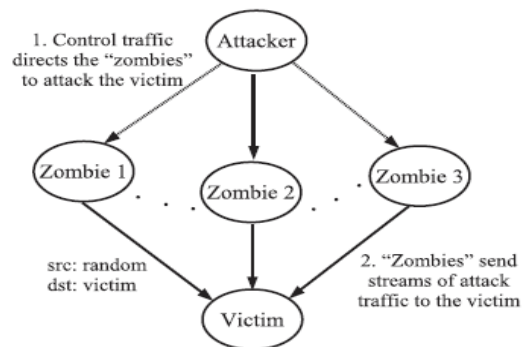 1. Control traffic
directs the “zombies”
to attack the victim
Attacker
Zombie 1
Zombie 2
Zombie 3
src: random
dst: victim
2. “Zombies” send
streams of attack
traffic to the victim
Victim